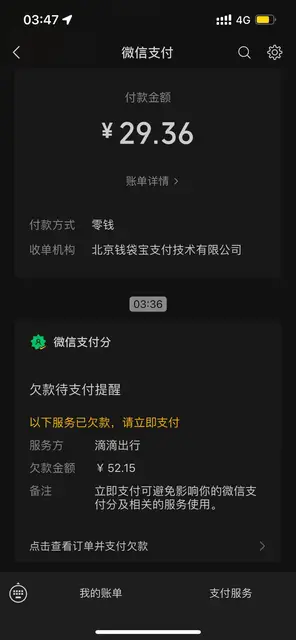 03:47
4G
微信支付
付款金额
¥29.36
账单详情 >
付款方式 零钱
收单机构 北京钱袋宝支付技术有限公司
03:36
微信支付分
欠款待支付提醒
以下服务已欠款，请立即支付
服务方 滴滴出行
欠款金额 ¥ 52.15
备注 立即支付可避免影响你的微信支
付分及相关的服务使用。
点击查看订单并支付欠款 >
我的账单 支付服务